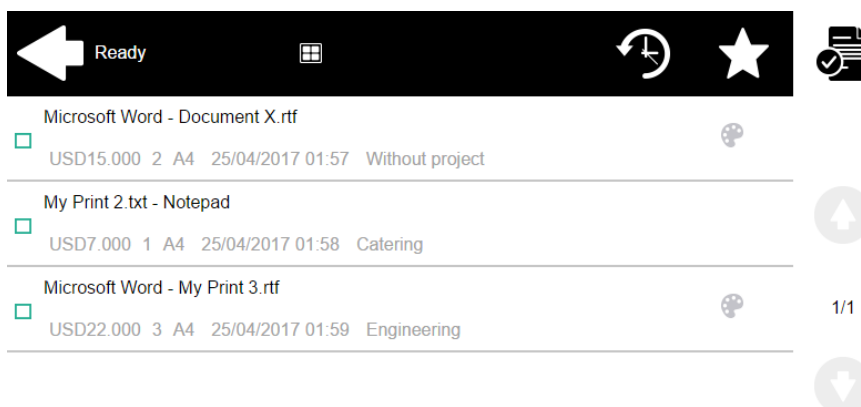 Ready
Microsoft Word - Document X.rtf
USD15.000 2 A4 25/04/2017 01:57 Without project
My Print 2.txt - Notepad
USD7.000 1 A4 25/04/2017 01:58 Catering
Microsoft Word - My Print 3.rtf
1/1
USD22.000 3 A4 25/04/2017 01:59 Engineering